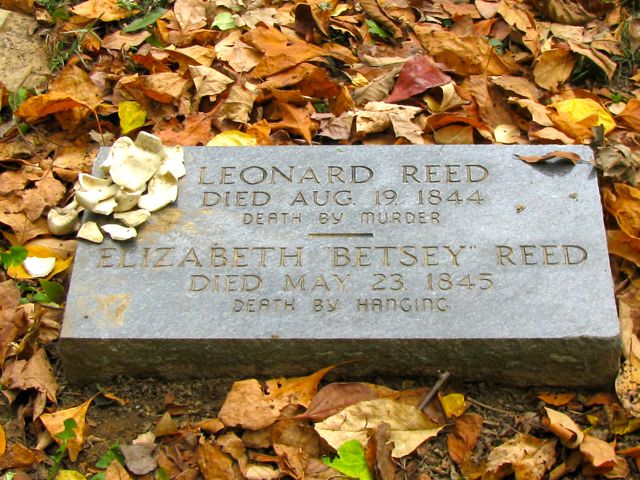 LEONARD REED
DIED AUG. 19. 1844
DEATH BY MURDER
ELIZABETH "BETSEY" REED
DIED MAY 23. 1845
DEATH BY HANGING